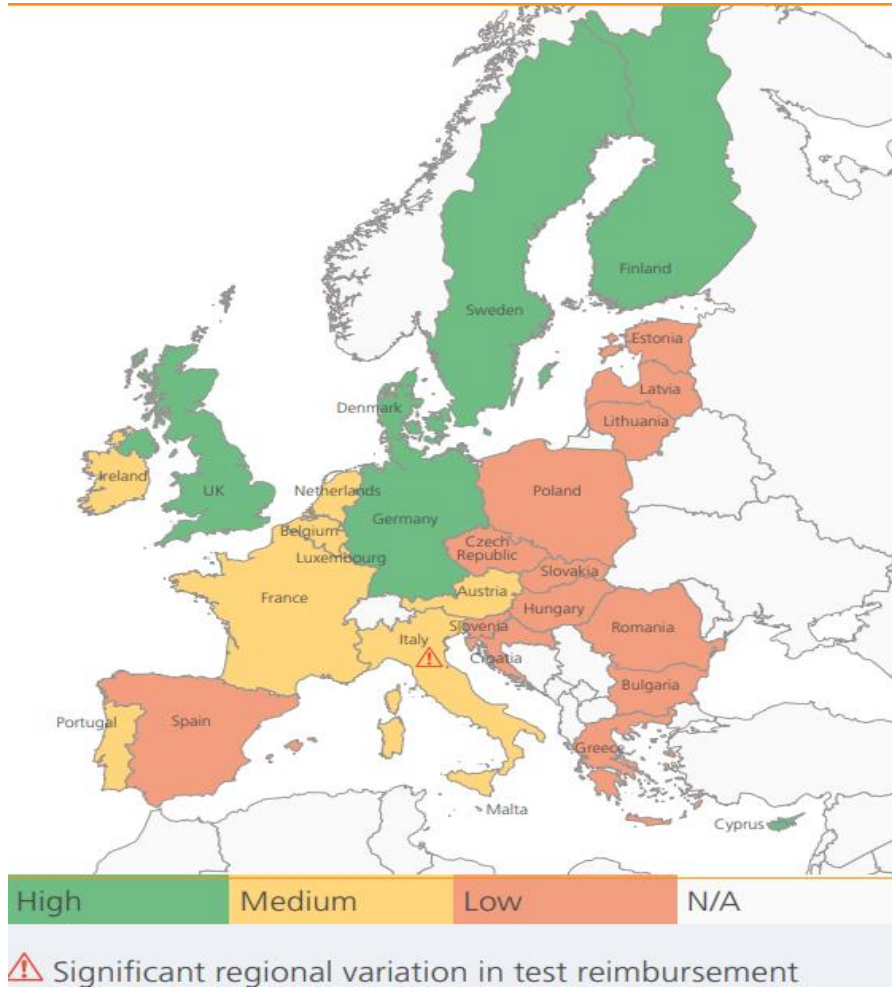 Finland
Sweden
Estonia
Latvia
Denmark
Lithuania
Ireland
UK
Netherlands
Poland
Germany
Belgium
Czech
Republic
Luxembourg
Slovakia
Austria
France
Hungary
Slovenia
Romania
Italy
Croatia
Bulgaria
Portugal
Spain
Greece
Malta
Cyprus
High
Medium
Low
N/A
Significant regional variation in test reimbursement